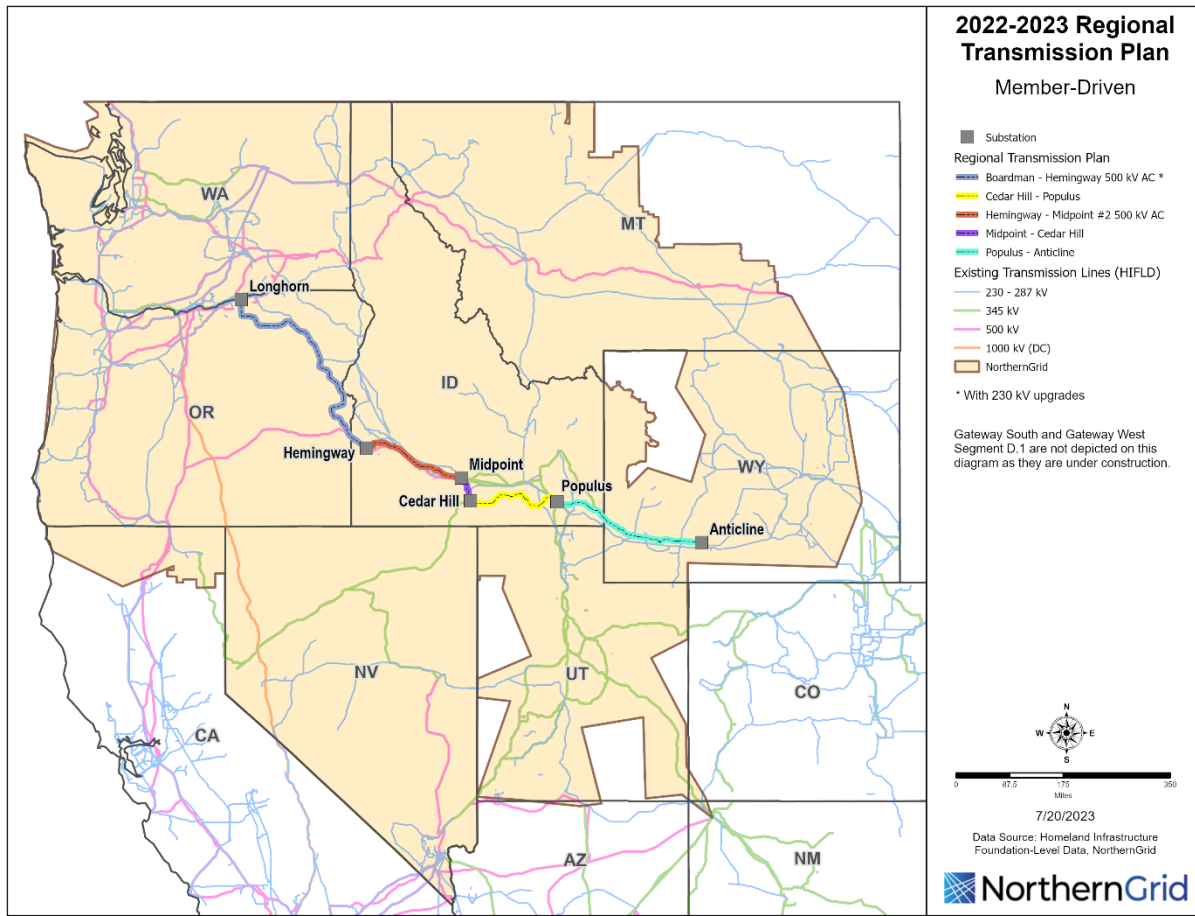 2022-2023 Regional
Transmission Plan
Member-Driven
Substation
Regional Transmission Plan
Boardman - Hemingway 500 kV AC *
Cedar Hill - Populus
Hemingway - Midpoint #2 500 kV AC
Midpoint - Cedar Hill
Populus - Anticline
Existing Transmission Lines (HIFLD)
230 - 287 kV
345 kV
500 kV
1000 kV (DC)
NorthernGrid
* With 230 kV upgrades
Gateway South and Gateway West
Segment D.1 are not depicted on this
diagram as they are under construction.
WA
MT
Longhorn
ID
OR
Hemingway
Midpoint
WY
Cedar Hill
Populus
Anticline
NV
UT
CO
CA
AZ
NM
N
W
E
S
0
87.5
175
350
Miles
7/20/2023
Data Source: Homeland Infrastructure
Foundation-Level Data, NorthernGrid
NorthernGrid